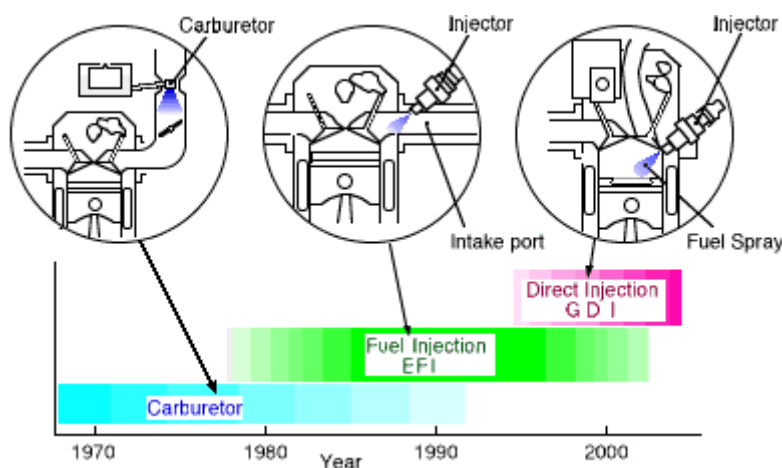 Carburetor
Injector
Injector
Intake port
Fuel Spray
Direct Injection
G D I
Fuel Injection
EFI
Carburetor
1970
1980
1990
2000
Year